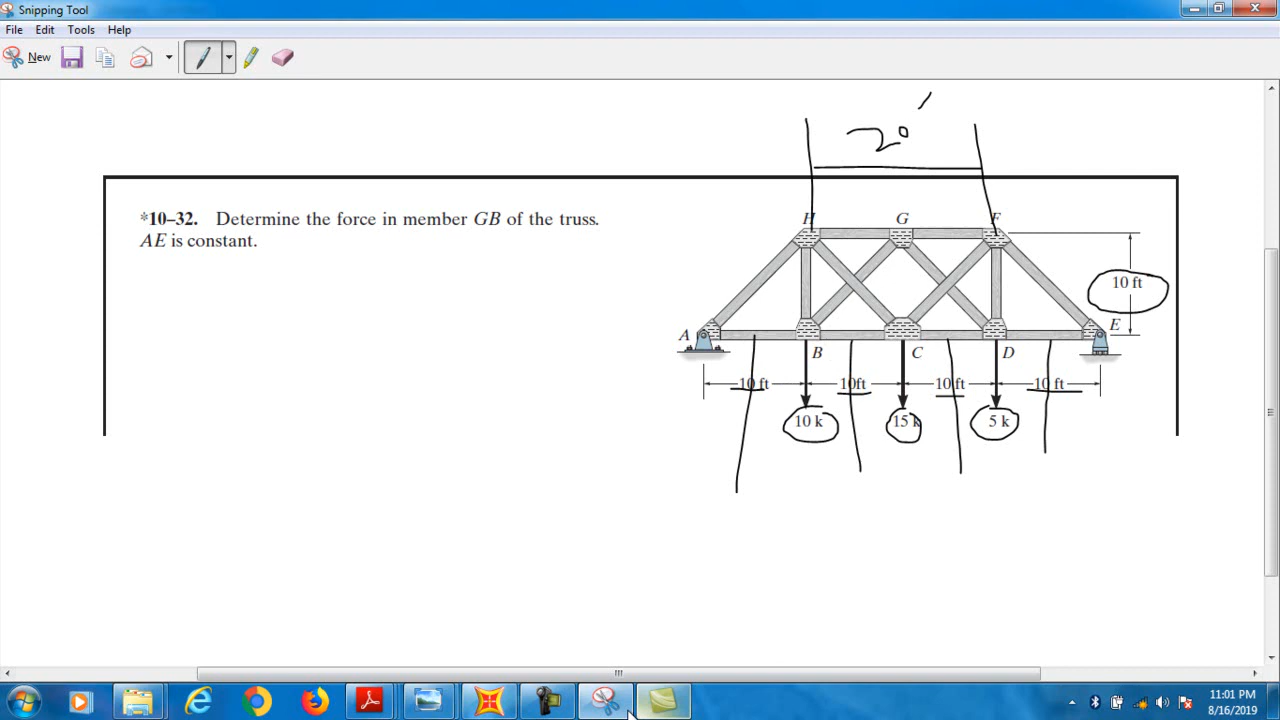 Snipping Tool
File Edit Tools Help
New
20'
*10–32. Determine the force in member GB of the truss.
AE is constant.
H G F
10 ft
A E
B C D
10 ft 10ft 10 ft 10 ft
10 k 15 k 5 k
11:01 PM
8/16/2019